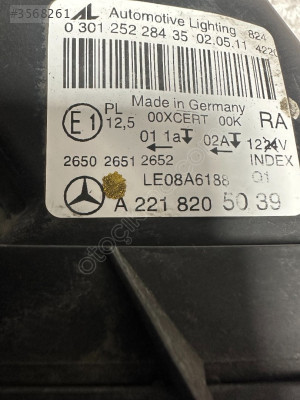 #3568261
AL Automotive Lighting 824
0 301 252 284 35 02.05.11 422
Made in Germany
E1 PL 00XCERT 00K RA
12,5 01 1a 02A 12/24V
2650 2651 2652 INDEX
LE08A6188 01
A 221 820 50 39